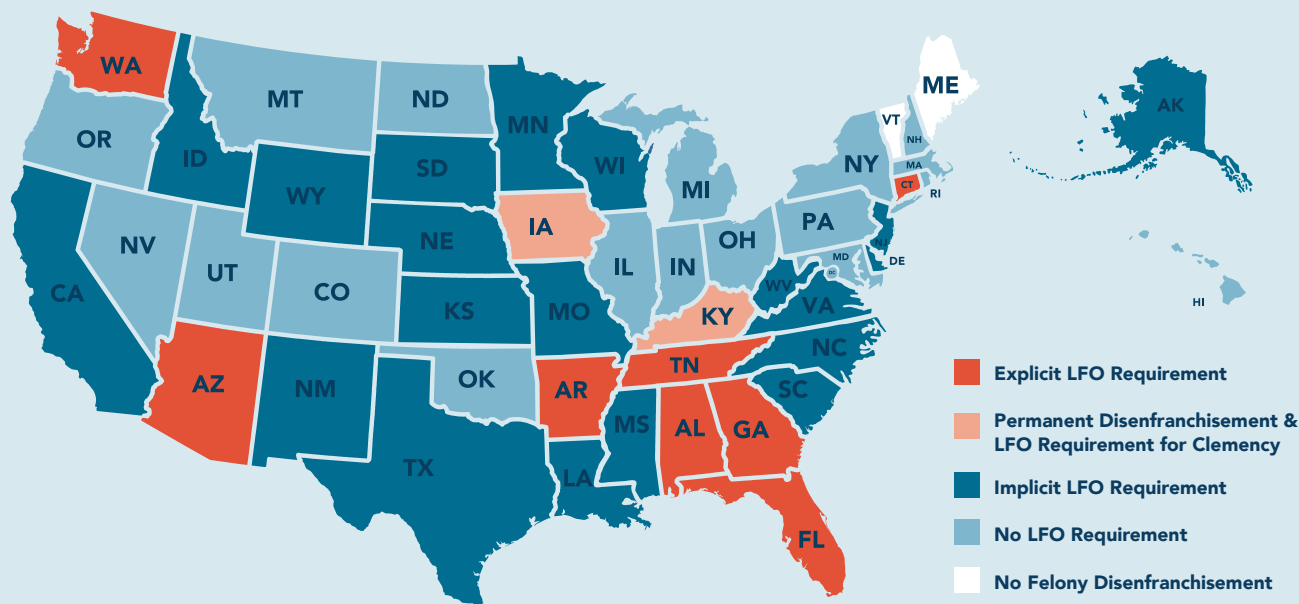 WA
MT
ND
MN
ME
VT
NH
AK
OR
ID
SD
WI
NY
MA
WY
MI
CT
RI
IA
NE
PA
NV
UT
CO
IL
IN
OH
MD
DC
NJ
DE
CA
KS
MO
WV
VA
KY
HI
NC
AZ
NM
OK
AR
TN
SC
MS
AL
GA
TX
LA
FL
Explicit LFO Requirement
Permanent Disenfranchisement &
LFO Requirement for Clemency
Implicit LFO Requirement
No LFO Requirement
No Felony Disenfranchisement